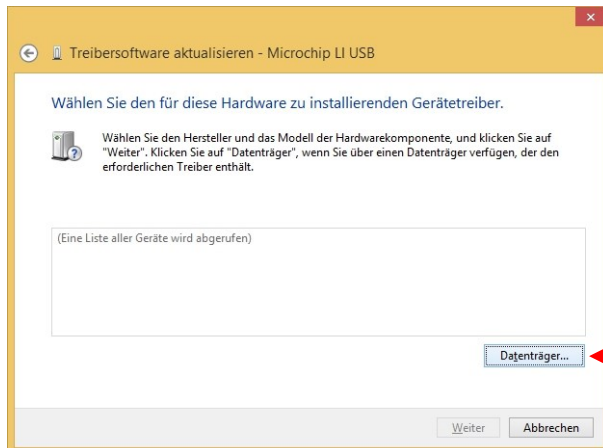 Treibersoftware aktualisieren - Microchip LI USB
Wählen Sie den für diese Hardware zu installierenden Gerätetreiber.
Wählen Sie den Hersteller und das Modell der Hardwarekomponente, und klicken Sie auf
"Weiter". Klicken Sie auf "Datenträger", wenn Sie über einen Datenträger verfügen, der den
erforderlichen Treiber enthält.
(Eine Liste aller Geräte wird abgerufen)
Datenträger...
Weiter Abbrechen